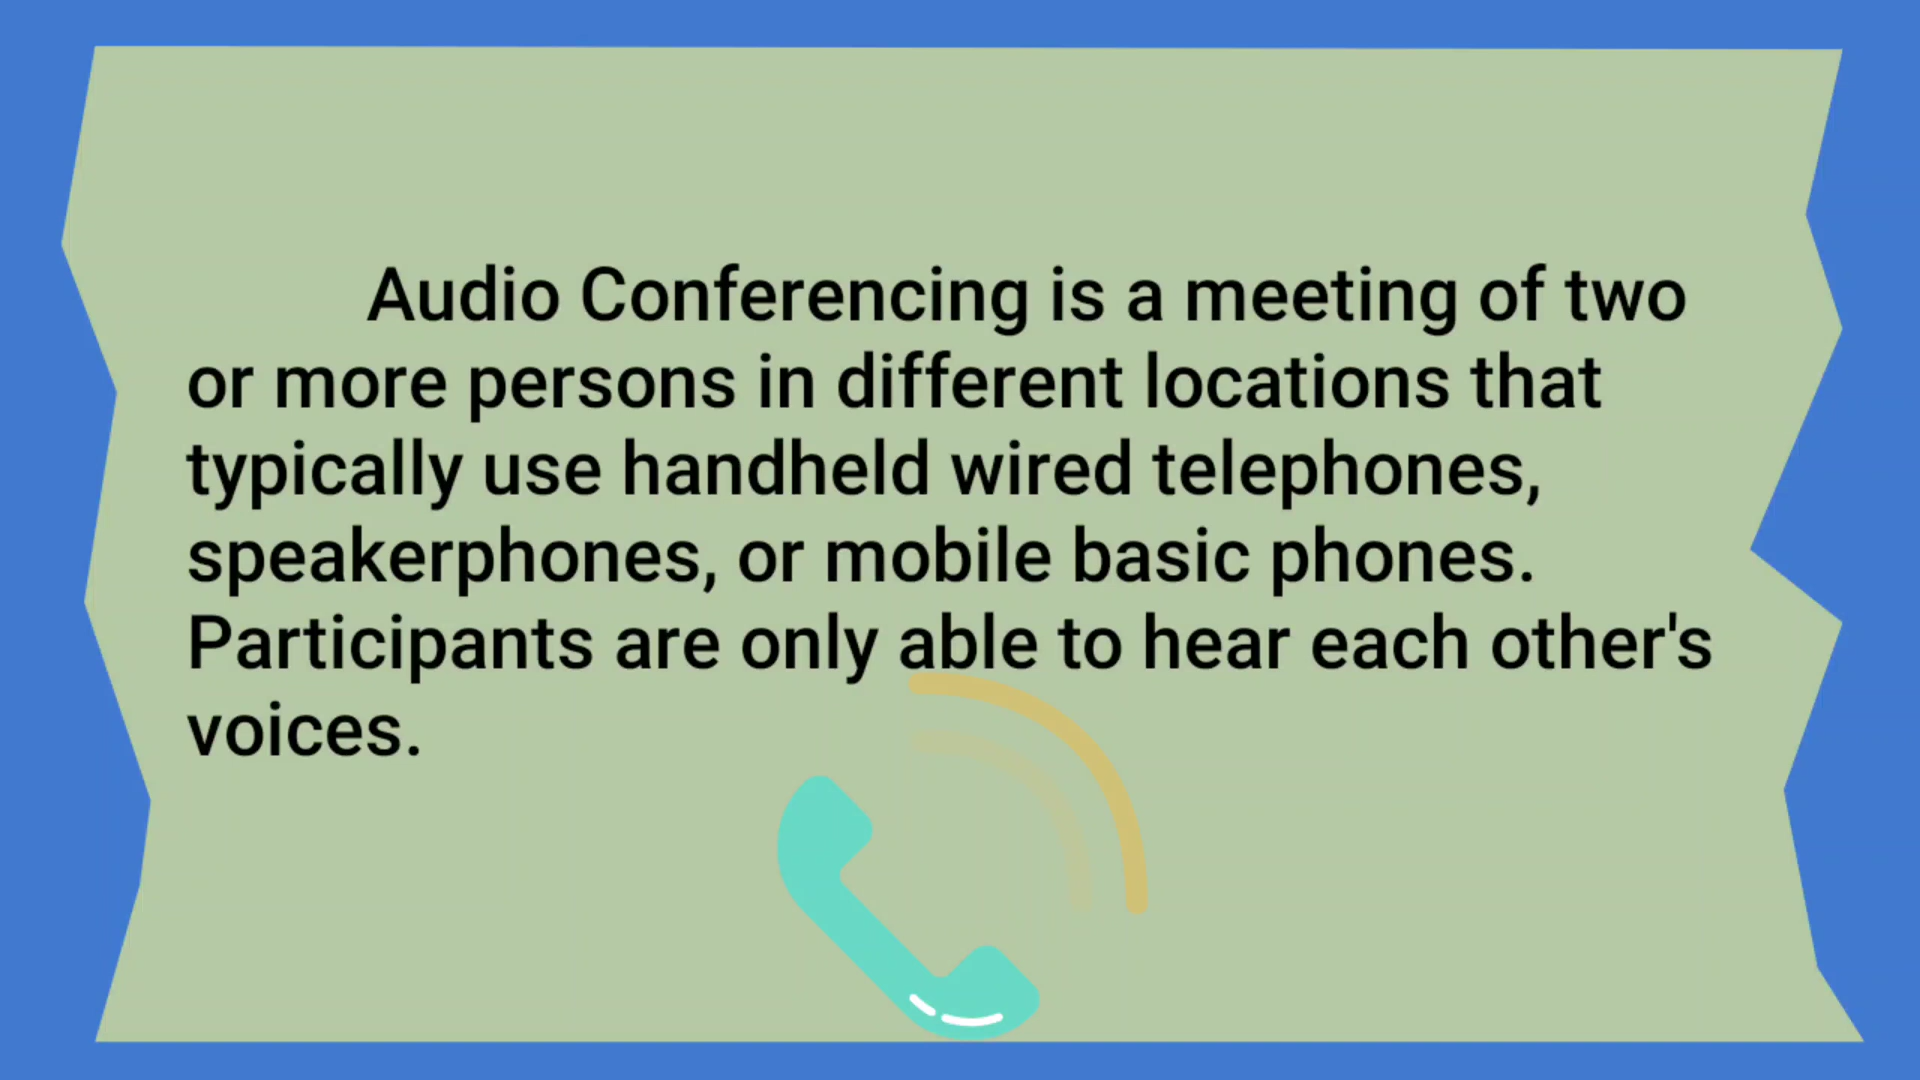 Audio Conferencing is a meeting of two
or more persons in different locations that
typically use handheld wired telephones,
speakerphones, or mobile basic phones.
Participants are only able to hear each other's
voices.